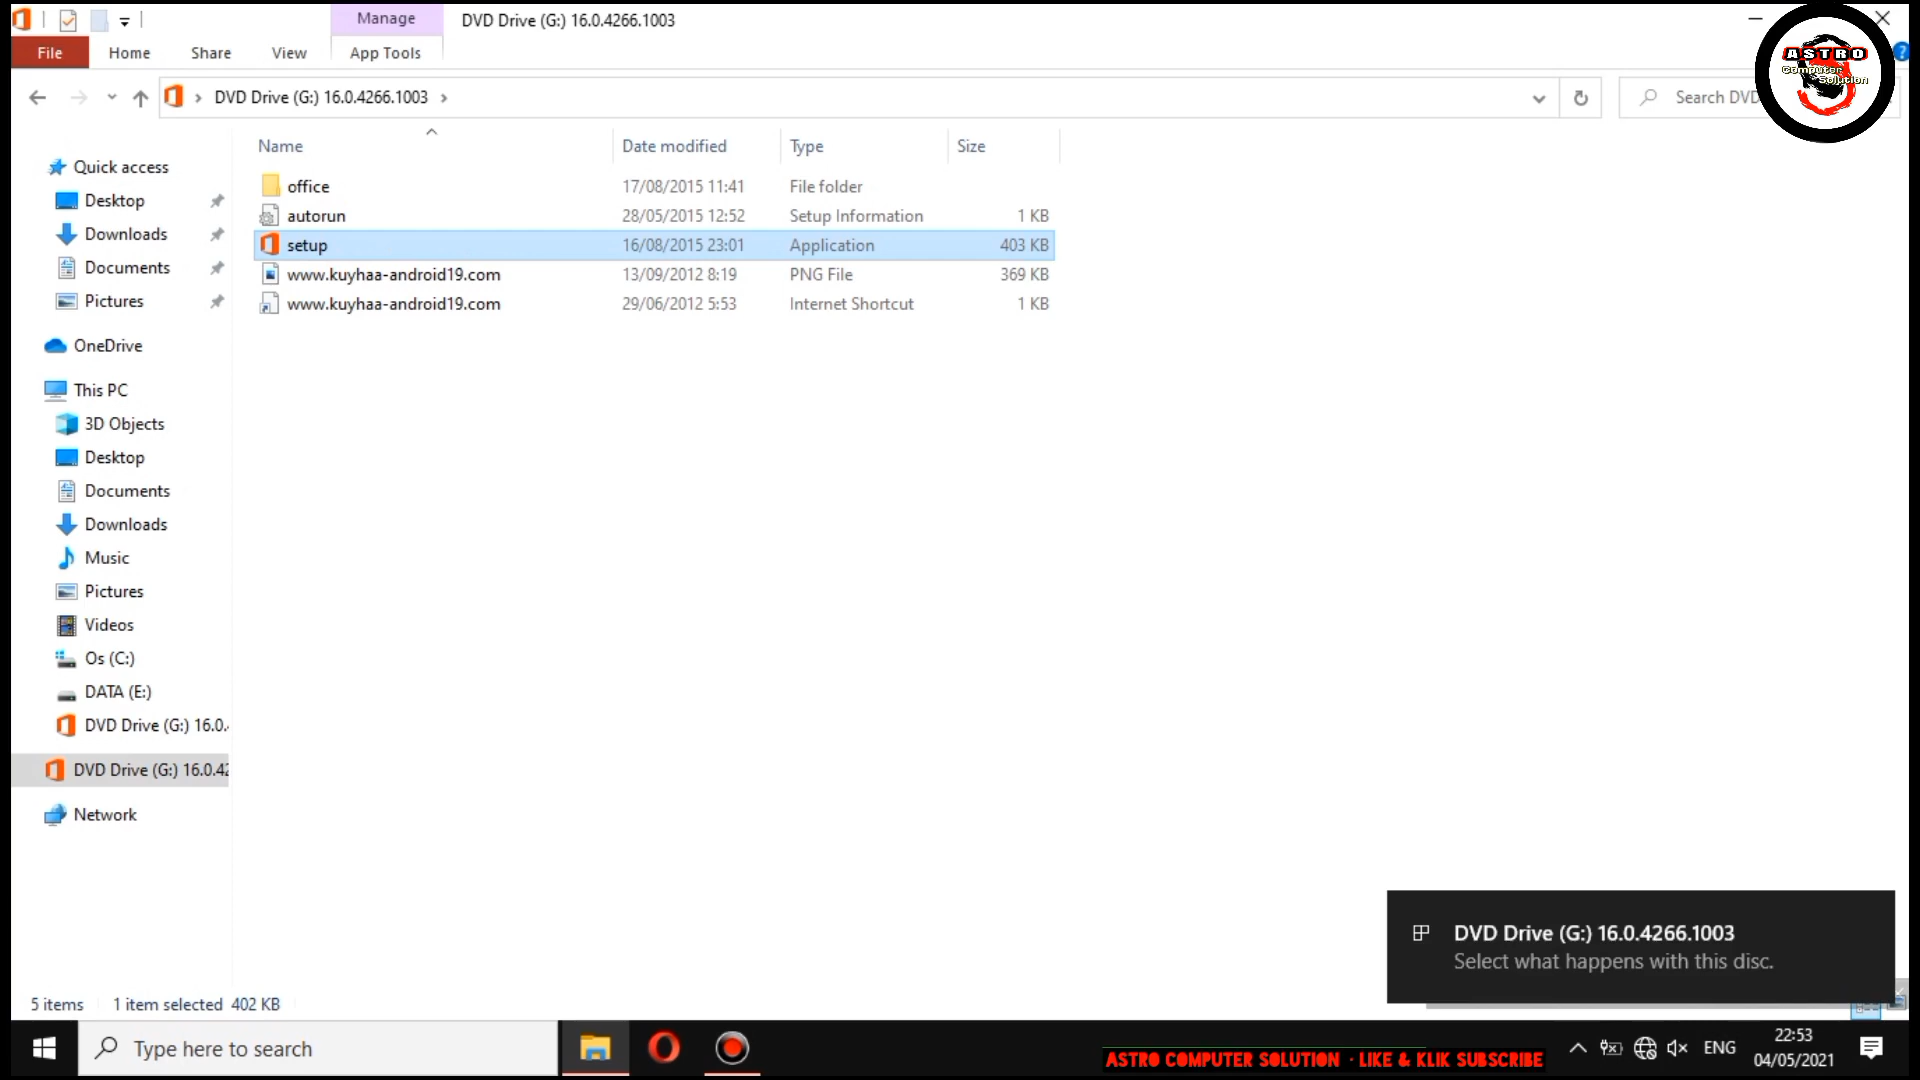 Manage
DVD Drive (G:) 16.0.4266.1003
File
Home
Share
View
App Tools
DVD Drive (G:) 16.0.4266.1003
Search DVD
ASTRO
Computer
Solution
Name
Date modified
Type
Size
office
17/08/2015 11:41
File folder
autorun
28/05/2015 12:52
Setup Information
1 KB
setup
16/08/2015 23:01
Application
403 KB
www.kuyhaa-android19.com
13/09/2012 8:19
PNG File
369 KB
www.kuyhaa-android19.com
29/06/2012 5:53
Internet Shortcut
1 KB
Quick access
Desktop
Downloads
Documents
Pictures
OneDrive
This PC
3D Objects
Desktop
Documents
Downloads
Music
Pictures
Videos
Os (C:)
DATA (E:)
DVD Drive (G:) 16.0.
DVD Drive (G:) 16.0.42
Network
DVD Drive (G:) 16.0.4266.1003
Select what happens with this disc.
5 items
1 item selected 402 KB
Type here to search
ASTRO COMPUTER SOLUTION · LIKE & KLIK SUBSCRIBE
ENG
22:53
04/05/2021